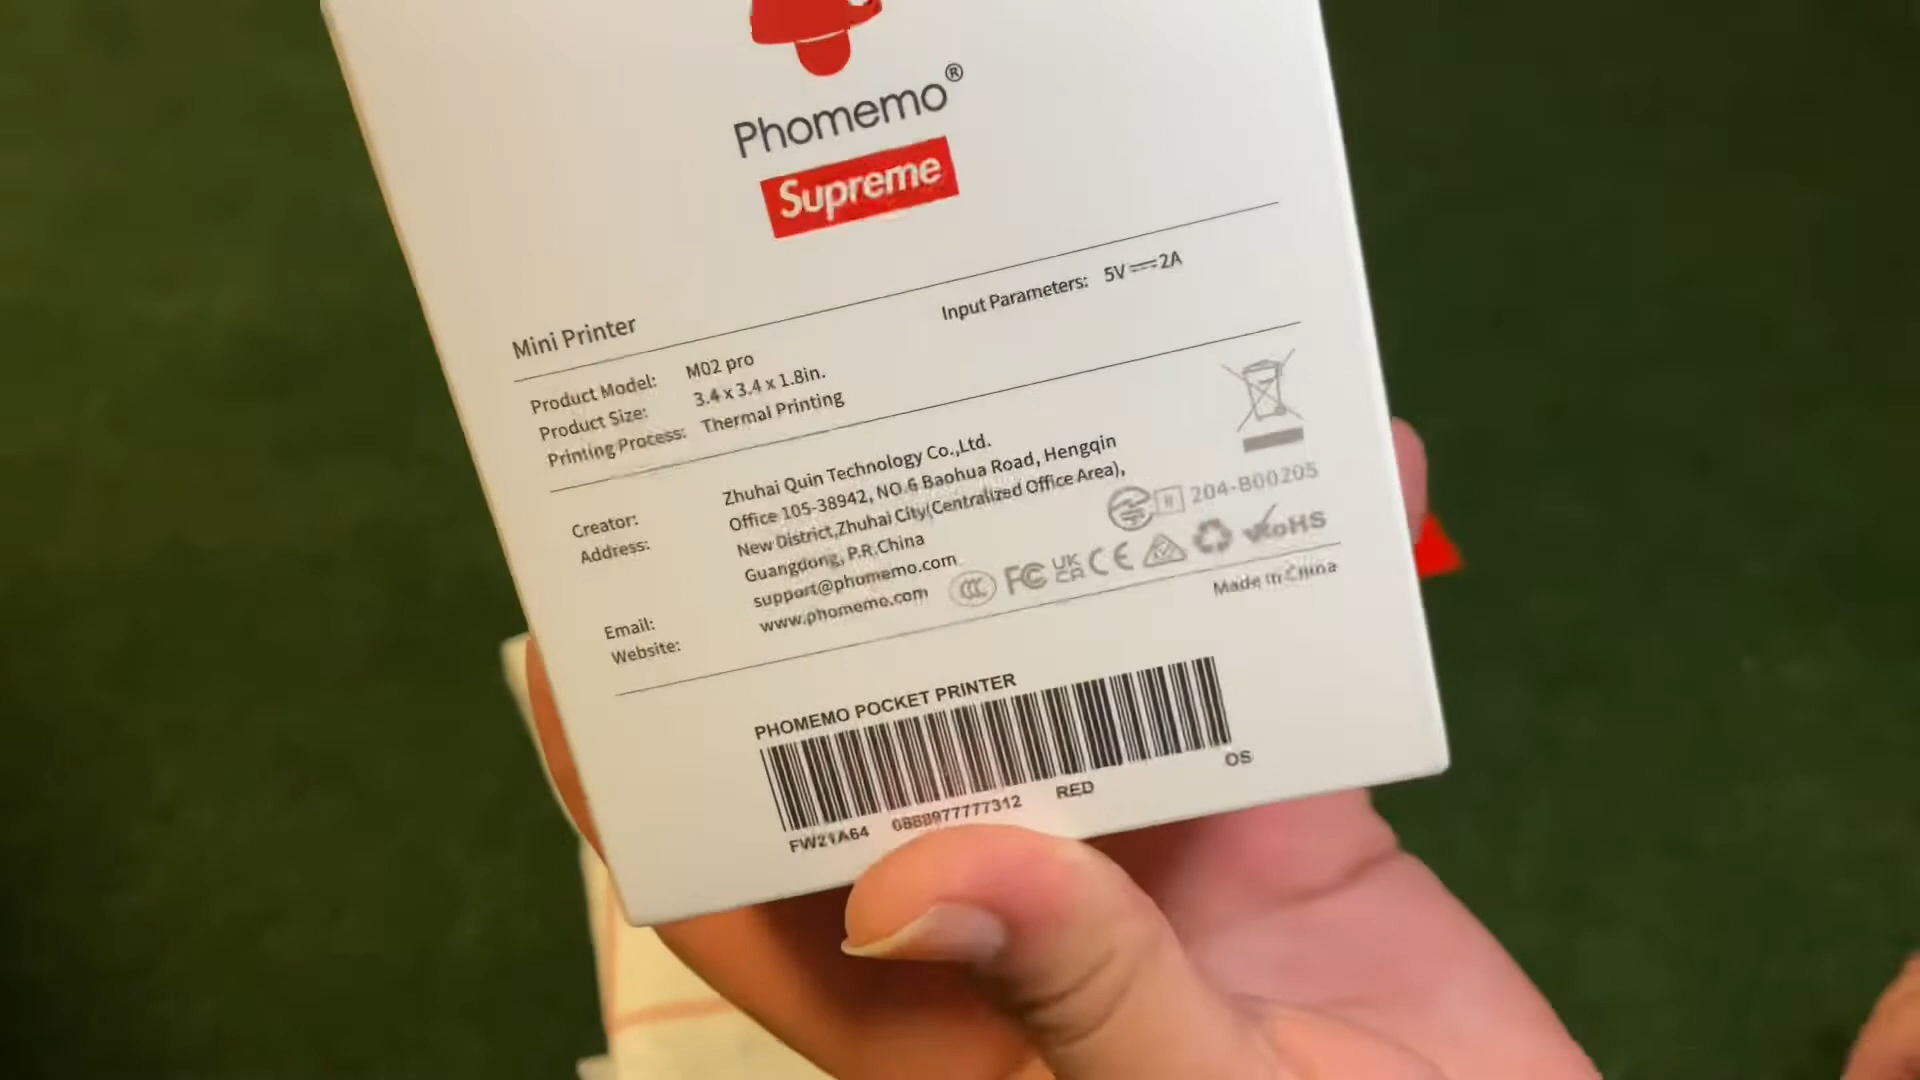 Phomemo®
Supreme
Mini Printer
Product Model: M02 pro
Input Parameters: 5V⎓2A
Product Size: 3.4 x 3.4 x 1.8in.
Printing Process: Thermal Printing
Creator: Zhuhai Quin Technology Co.,Ltd.
Address: Office 105-38942, NO.6 Baohua Road, Hengqin
New District,Zhuhai City(Centralized Office Area),
Guangdong, P.R.China
Email: support@phomemo.com
Website: www.phomemo.com
R 204-B00205
CCC FC UK CA CE RoHS
Made in China
PHOMEMO POCKET PRINTER
FW21A64 0888977777312 RED OS